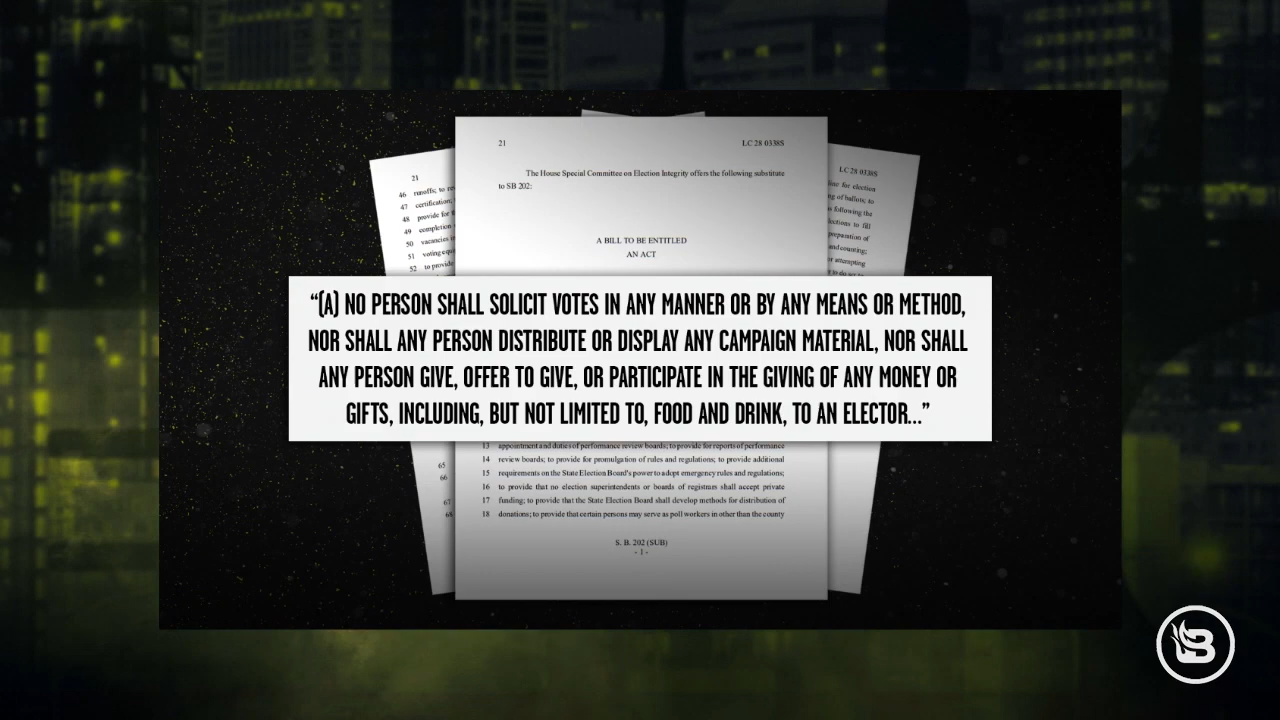 21 LC 28 0338S
The House Special Committee on Election Integrity offers the following substitute
to SB 202:
A BILL TO BE ENTITLED
AN ACT
21
46 runoffs; to
47 certification;
48 provide for
49 completion
50 vacancies
51 voting
52 to provide
LC 28 0338S
for election
of ballots; to
following the
to fill
of
and counting;
or attempting
“(A) NO PERSON SHALL SOLICIT VOTES IN ANY MANNER OR BY ANY MEANS OR METHOD,
NOR SHALL ANY PERSON DISTRIBUTE OR DISPLAY ANY CAMPAIGN MATERIAL, NOR SHALL
ANY PERSON GIVE, OFFER TO GIVE, OR PARTICIPATE IN THE GIVING OF ANY MONEY OR
GIFTS, INCLUDING, BUT NOT LIMITED TO, FOOD AND DRINK, TO AN ELECTOR...”
13 appointment and duties of performance review boards; to provide for reports of performance
14 review boards; to provide for promulgation of rules and regulations; to provide additional
15 requirements on the State Election Board's power to adopt emergency rules and regulations;
16 to provide that no election superintendents or boards of registrars shall accept private
17 funding; to provide that the State Election Board shall develop methods for distribution of
18 donations; to provide that certain persons may serve as poll workers in other than the county
S. B. 202 (SUB)
- 1 -
65
66
67
68
B